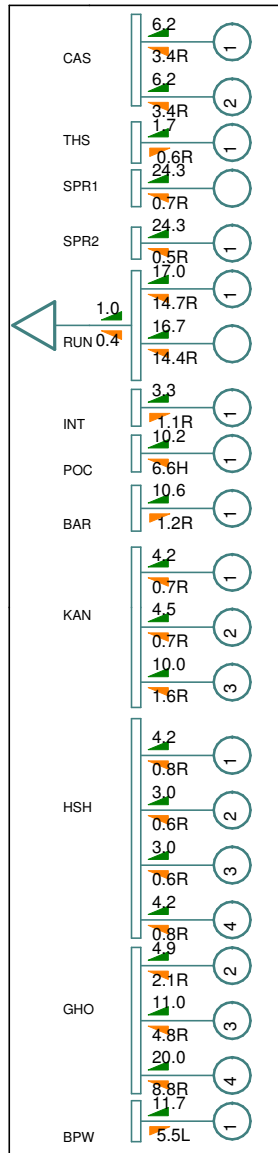 6.2
1
CAS
3.4R
6.2
2
3.4R
1.7
THS
1
0.6R
24.3
SPR1
0.7R
24.3
SPR2
1
0.5R
17.0
1
14.7R
1.0
16.7
RUN
0.4
14.4R
3.3
1
INT
1.1R
10.2
1
POC
6.6H
10.6
1
BAR
1.2R
4.2
1
0.7R
KAN
4.5
2
0.7R
10.0
3
1.6R
4.2
1
0.8R
HSH
3.0
2
0.6R
3.0
3
0.6R
4.2
4
0.8R
4.9
2
2.1R
GHO
11.0
3
4.8R
20.0
4
8.8R
11.7
1
BPW
5.5L